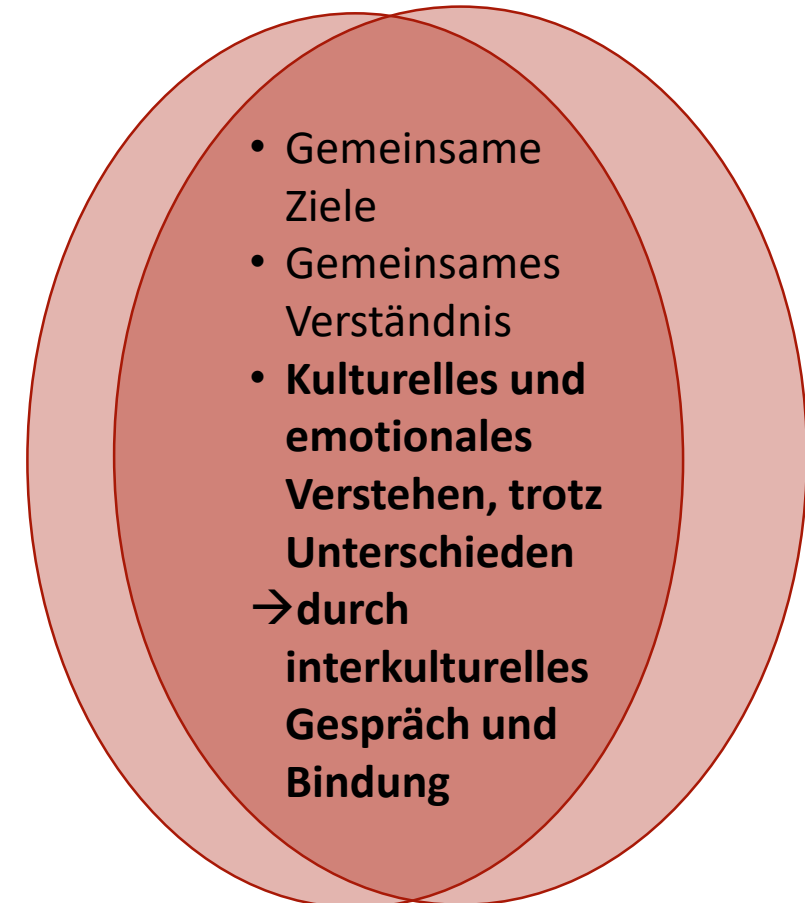 • Gemeinsame
Ziele
• Gemeinsames
Verständnis
• Kulturelles und
emotionales
Verstehen, trotz
Unterschieden
→durch
interkulturelles
Gespräch und
Bindung